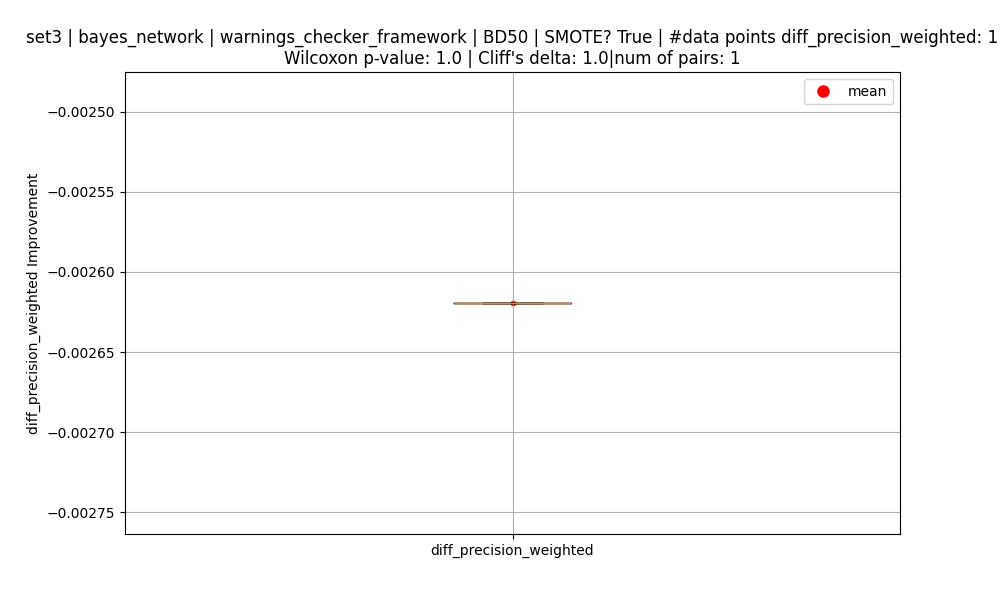 set3 | bayes_network | warnings_checker_framework | BD50 | SMOTE? True | #data points diff_precision_weighted: 1
Wilcoxon p-value: 1.0 | Cliff's delta: 1.0|num of pairs: 1
mean
−0.00250
−0.00255
−0.00260
−0.00265
−0.00270
−0.00275
diff_precision_weighted Improvement
diff_precision_weighted